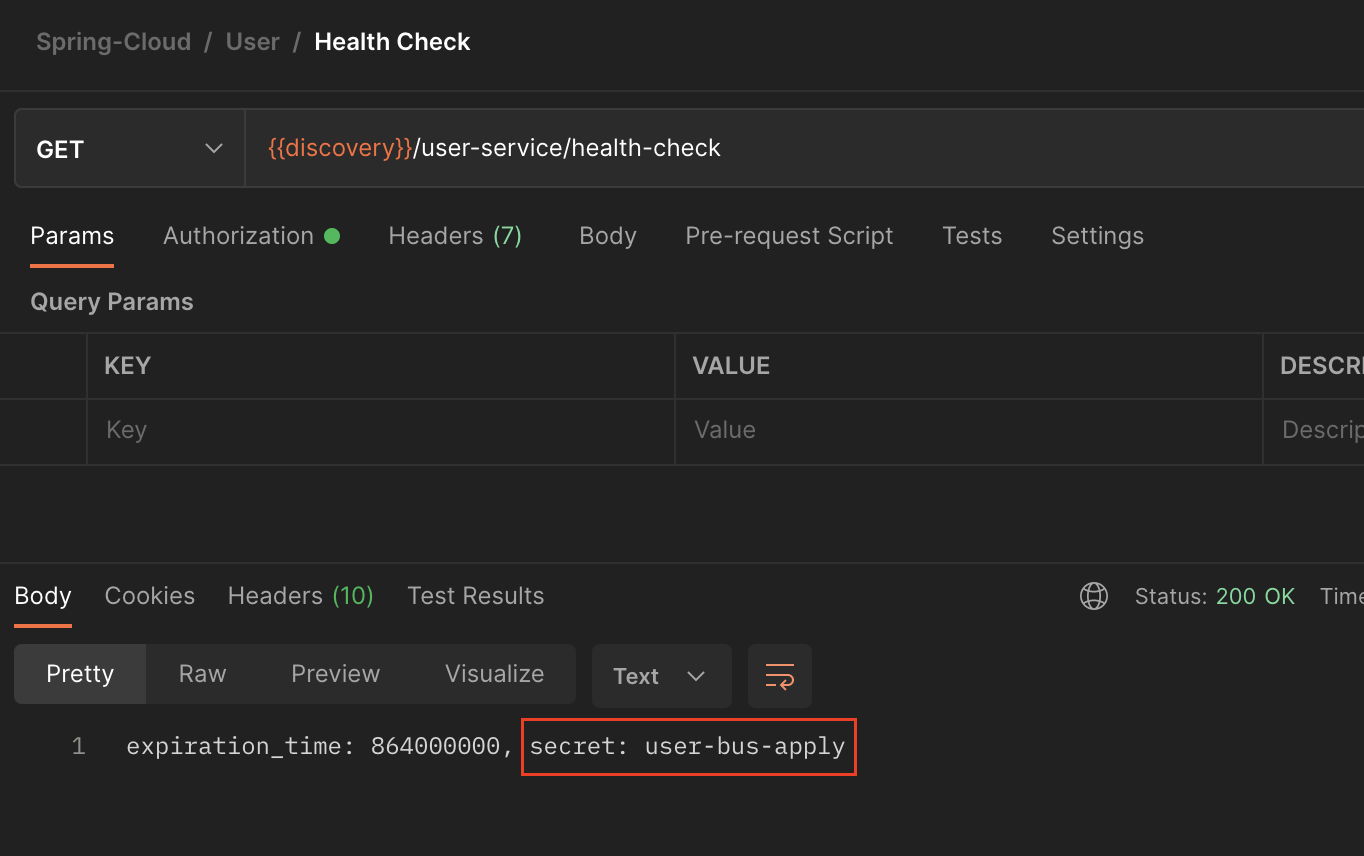 Spring-Cloud / User / Health Check
GET {{discovery}}/user-service/health-check
Params Authorization Headers (7) Body Pre-request Script Tests Settings
Query Params
KEY VALUE DESCRI
Key Value Descrip
Body Cookies Headers (10) Test Results Status: 200 OK Time
Pretty Raw Preview Visualize Text
1 expiration_time: 864000000, secret: user-bus-apply